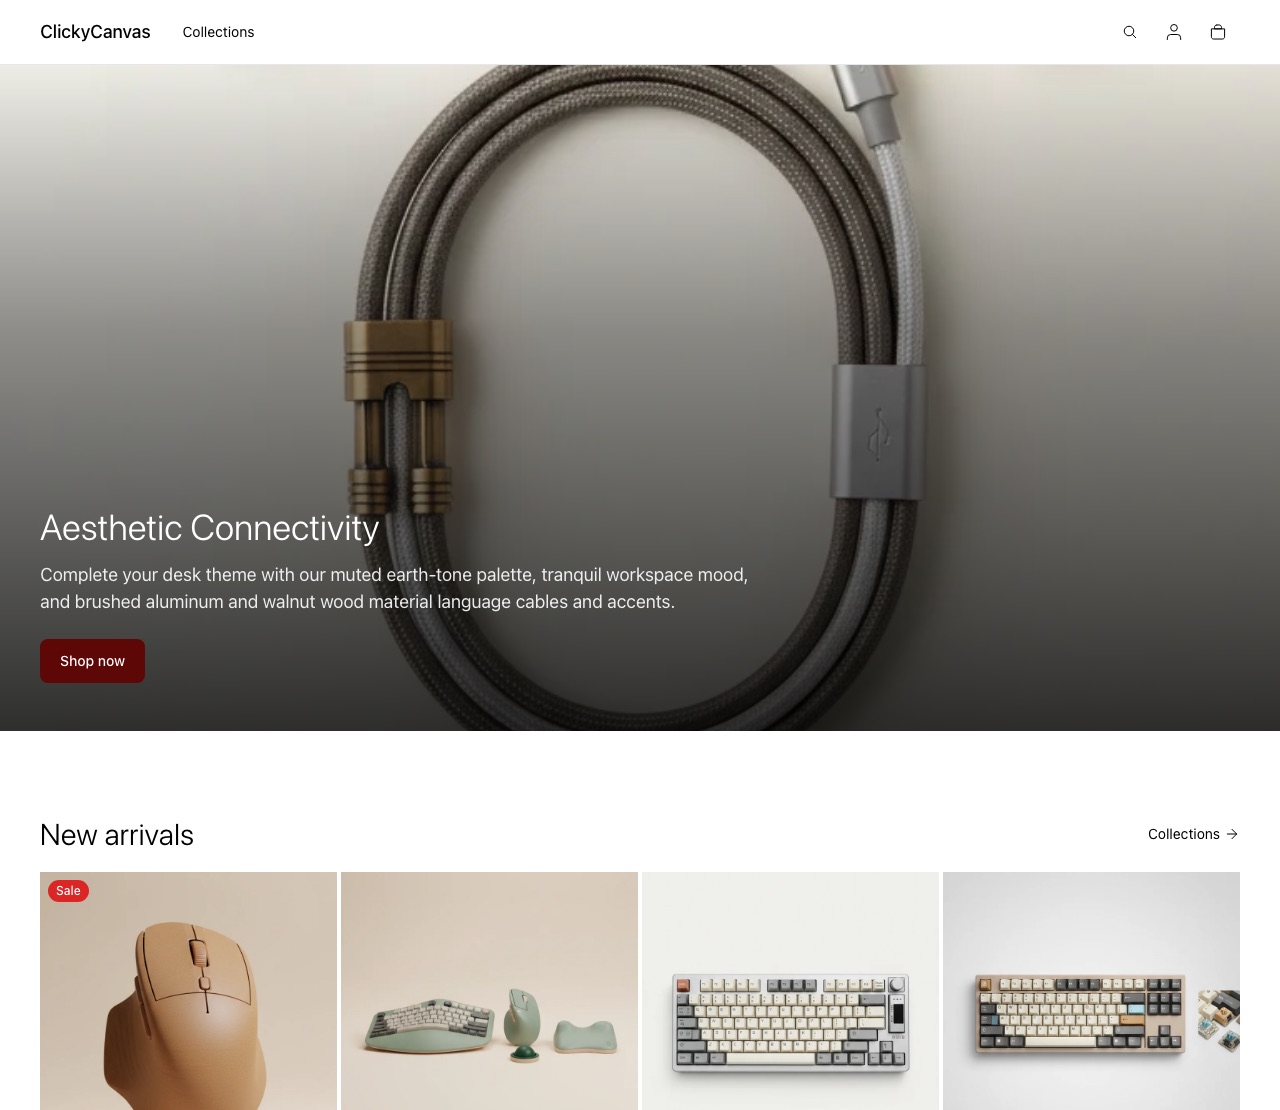 ClickyCanvas
Collections
Aesthetic Connectivity
Complete your desk theme with our muted earth-tone palette, tranquil workspace mood,
and brushed aluminum and walnut wood material language cables and accents.
Shop now
New arrivals
Collections
Sale